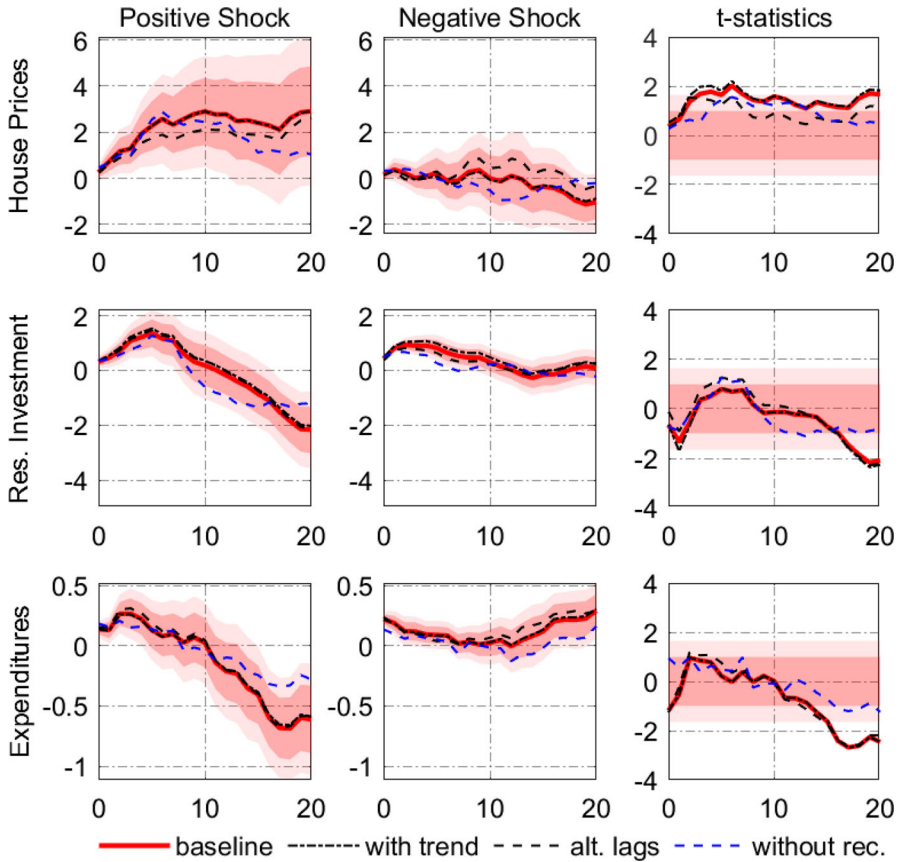 Positive Shock Negative Shock t-statistics
House Prices
6 4 2 0 -2
0 10 20
6 4 2 0 -2
0 10 20
4 2 0 -2 -4
0 10 20
Res. Investment
2 0 -2 -4
0 10 20
2 0 -2 -4
0 10 20
4 2 0 -2 -4
0 10 20
Expenditures
0.5 0 -0.5 -1
0 10 20
0.5 0 -0.5 -1
0 10 20
4 2 0 -2 -4
0 10 20
baseline with trend alt. lags without rec.